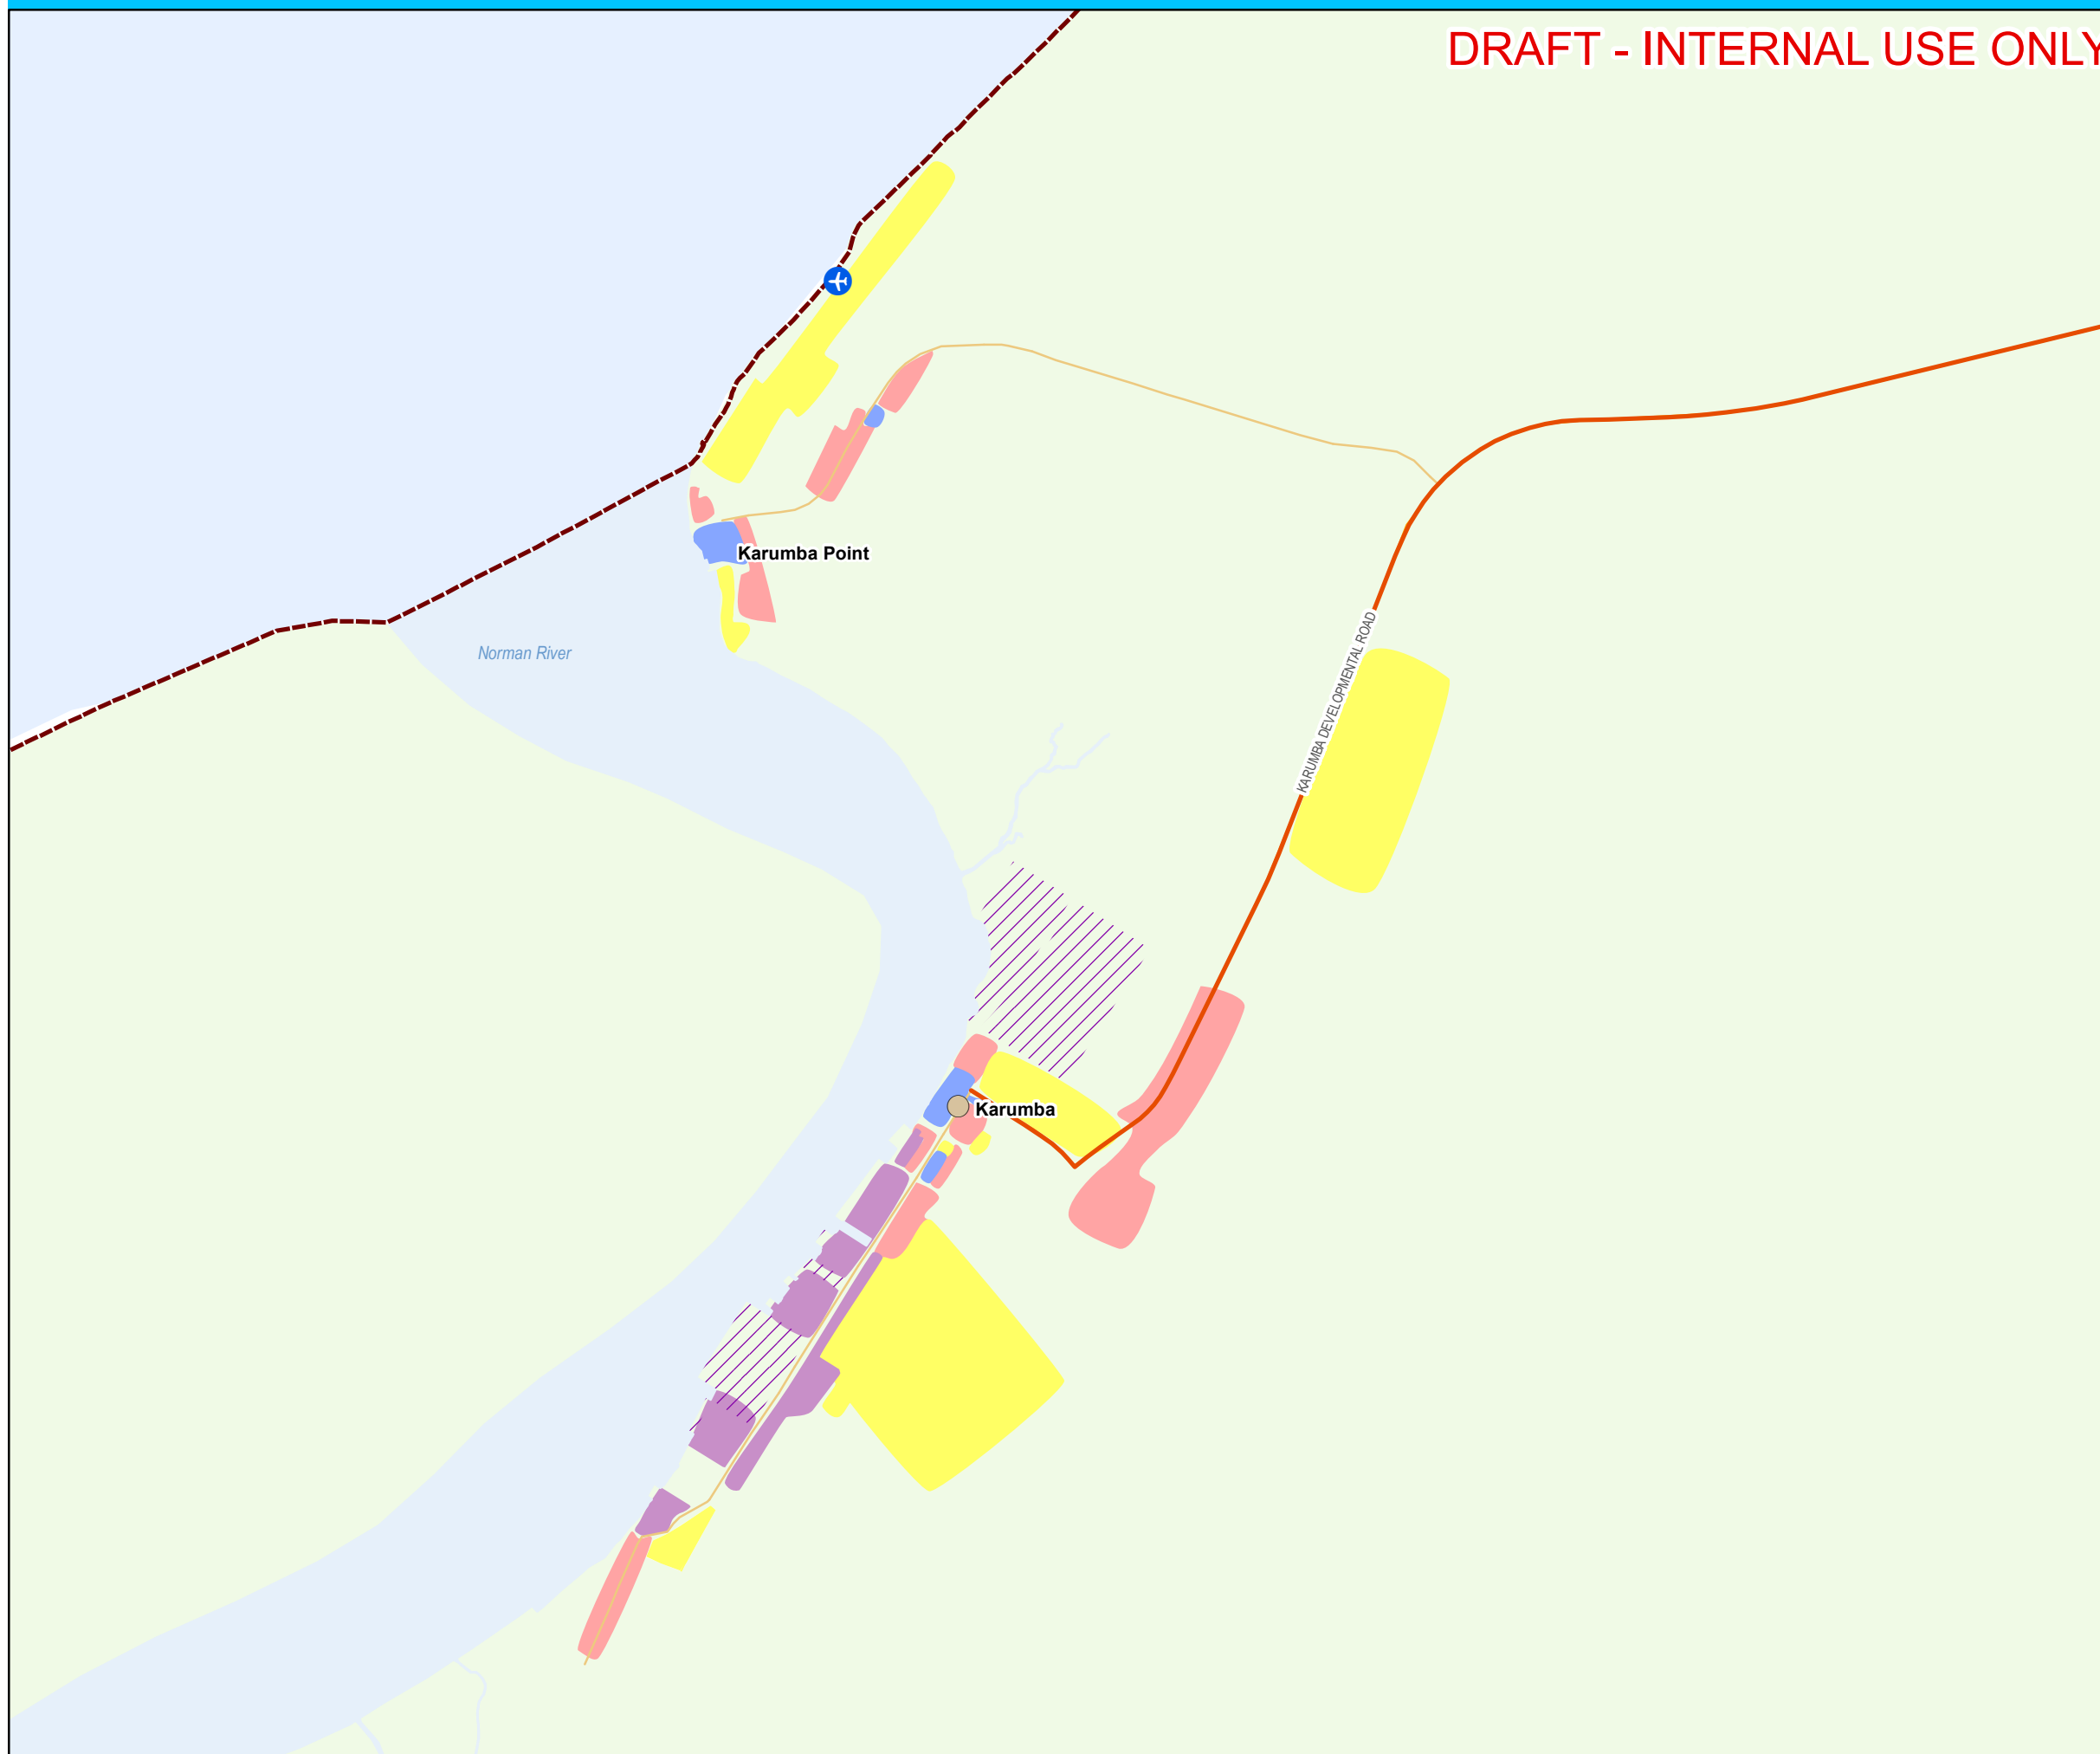 DRAFT - INTERNAL USE ONLY
Karumba Point
Norman River
KARUMBA DEVELOPMENTAL ROAD
Karumba